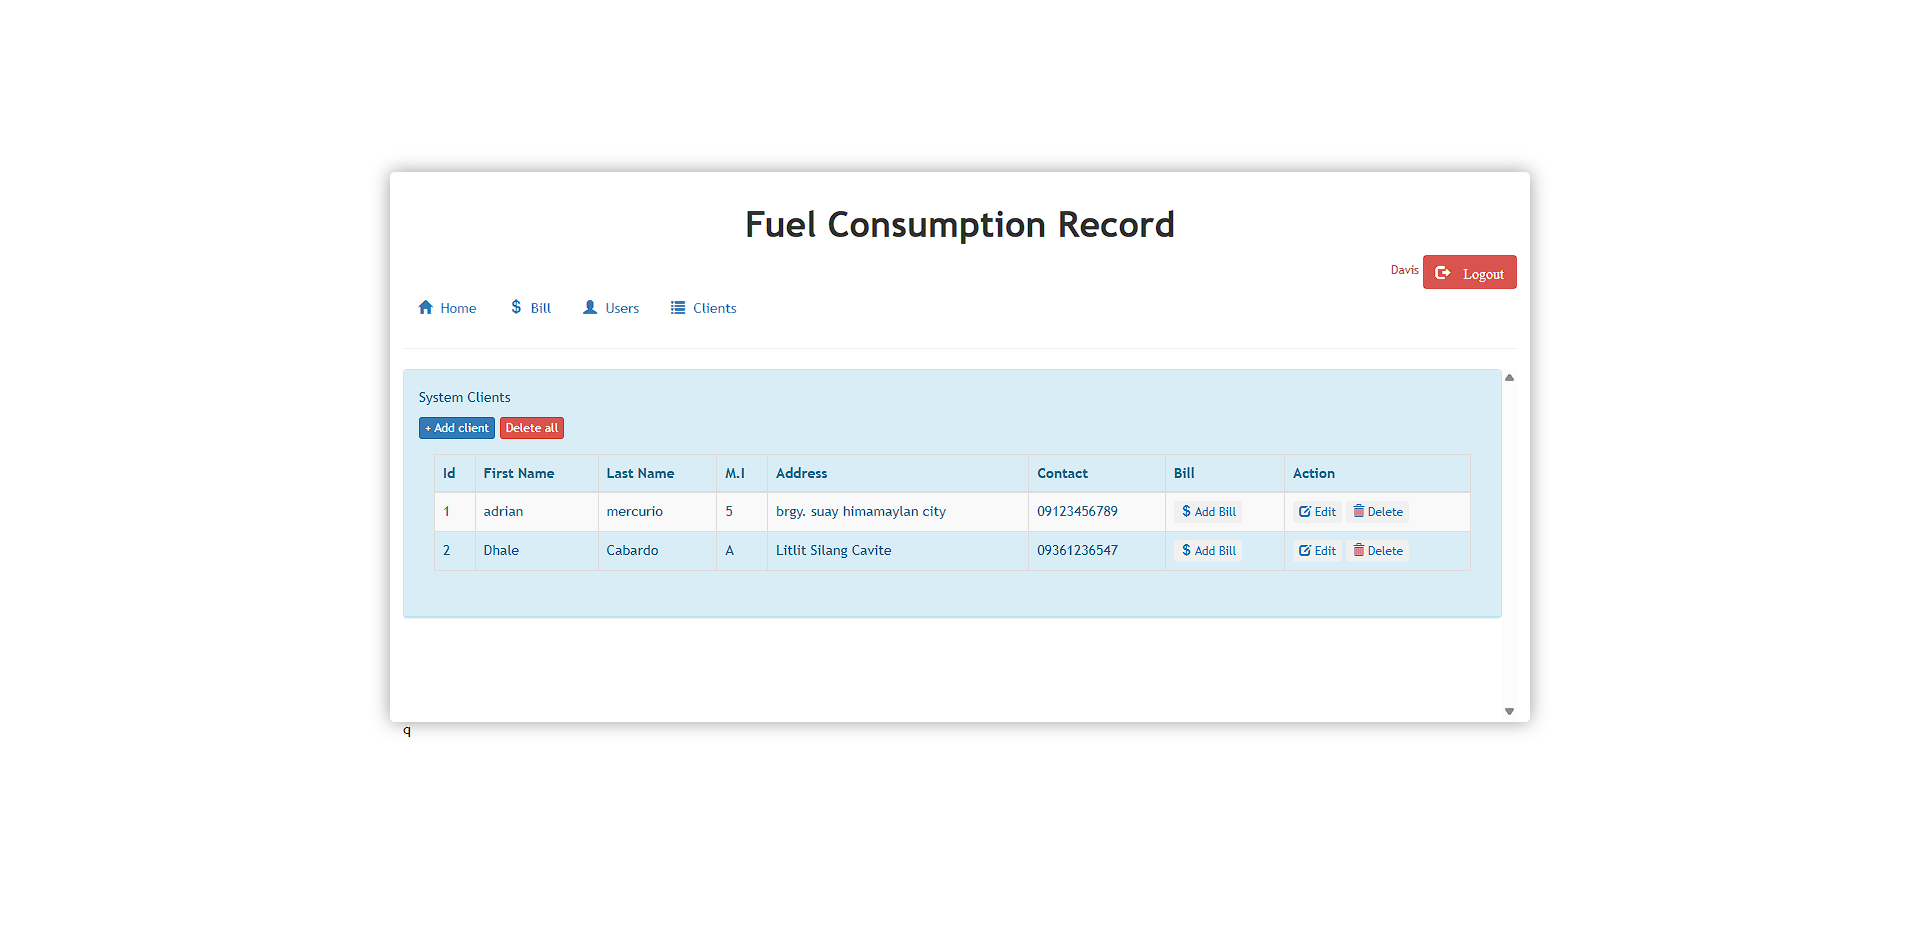 Fuel Consumption Record
Davis Logout
Home Bill Users Clients
System Clients
+ Add client Delete all
Id First Name Last Name M.I Address Contact Bill Action
1 adrian mercurio 5 brgy. suay himamaylan city 09123456789 $ Add Bill Edit Delete
2 Dhale Cabardo A Litlit Silang Cavite 09361236547 $ Add Bill Edit Delete
q